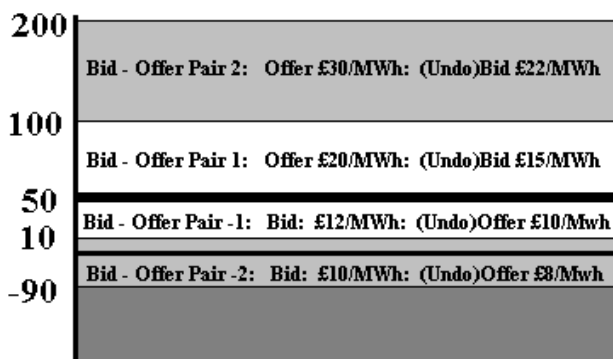 200
Bid - Offer Pair 2: Offer £30/MWh: (Undo)Bid £22/MWh
100
Bid - Offer Pair 1: Offer £20/MWh: (Undo)Bid £15/MWh
50
Bid - Offer Pair -1: Bid: £12/MWh: (Undo)Offer £10/Mwh
10
Bid - Offer Pair -2: Bid: £10/MWh: (Undo)Offer £8/Mwh
-90